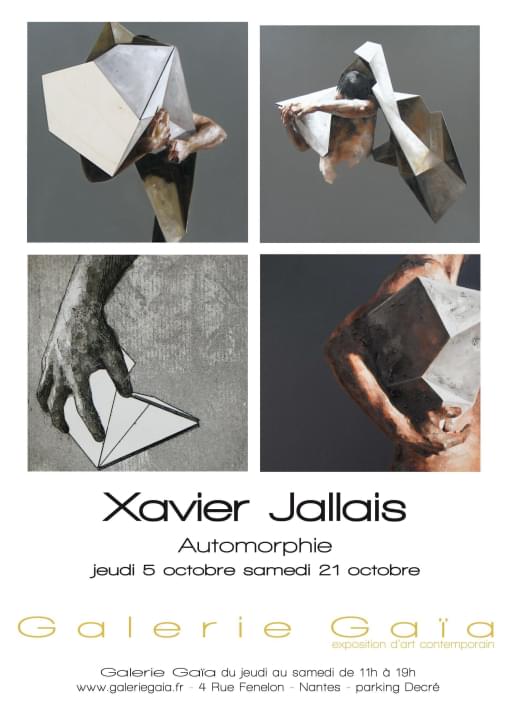 Xavier Jallais
Automorphie
jeudi 5 octobre samedi 21 octobre
Galerie Gaïa
exposition d'art contemporain
Galerie Gaïa du jeudi au samedi de 11h à 19h
www.galeriegaia.fr - 4 Rue Fenelon - Nantes - parking Decré